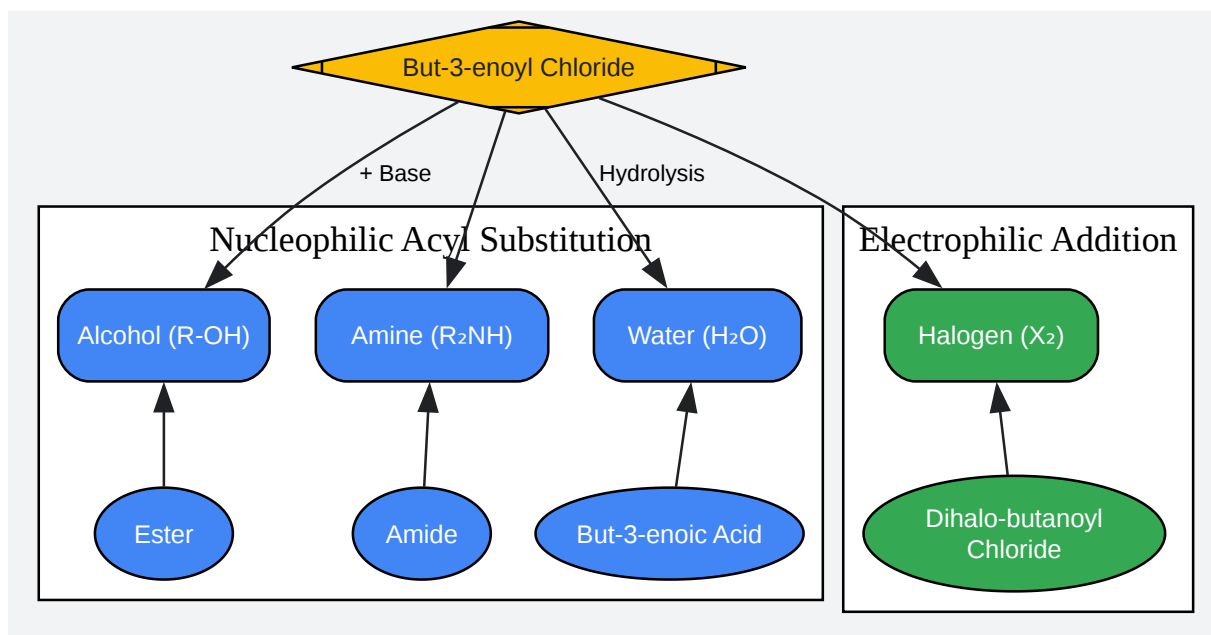 But-3-enoyl Chloride
+ Base
Hydrolysis
Nucleophilic Acyl Substitution
Electrophilic Addition
Alcohol (R-OH)
Amine (R₂NH)
Water (H₂O)
Halogen (X₂)
Ester
Amide
But-3-enoic Acid
Dihalo-butanoyl
Chloride